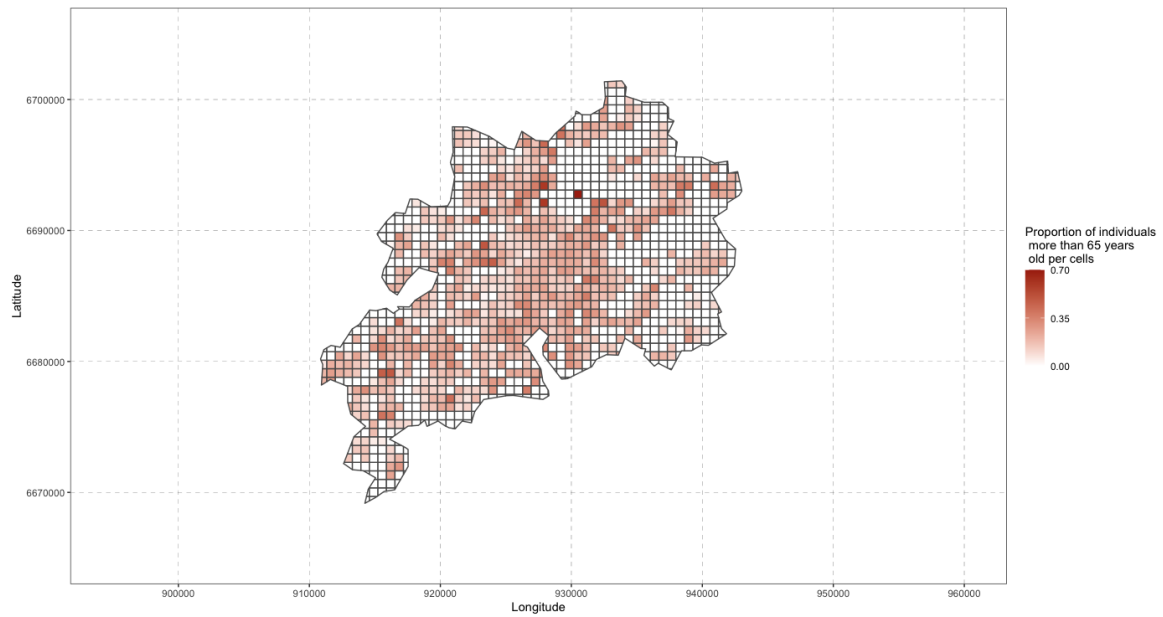 6700000
6690000
6680000
6670000
Latitude
900000 910000 920000 930000 940000 950000 960000
Longitude
Proportion of individuals
more than 65 years
old per cells
0.70
0.35
0.00